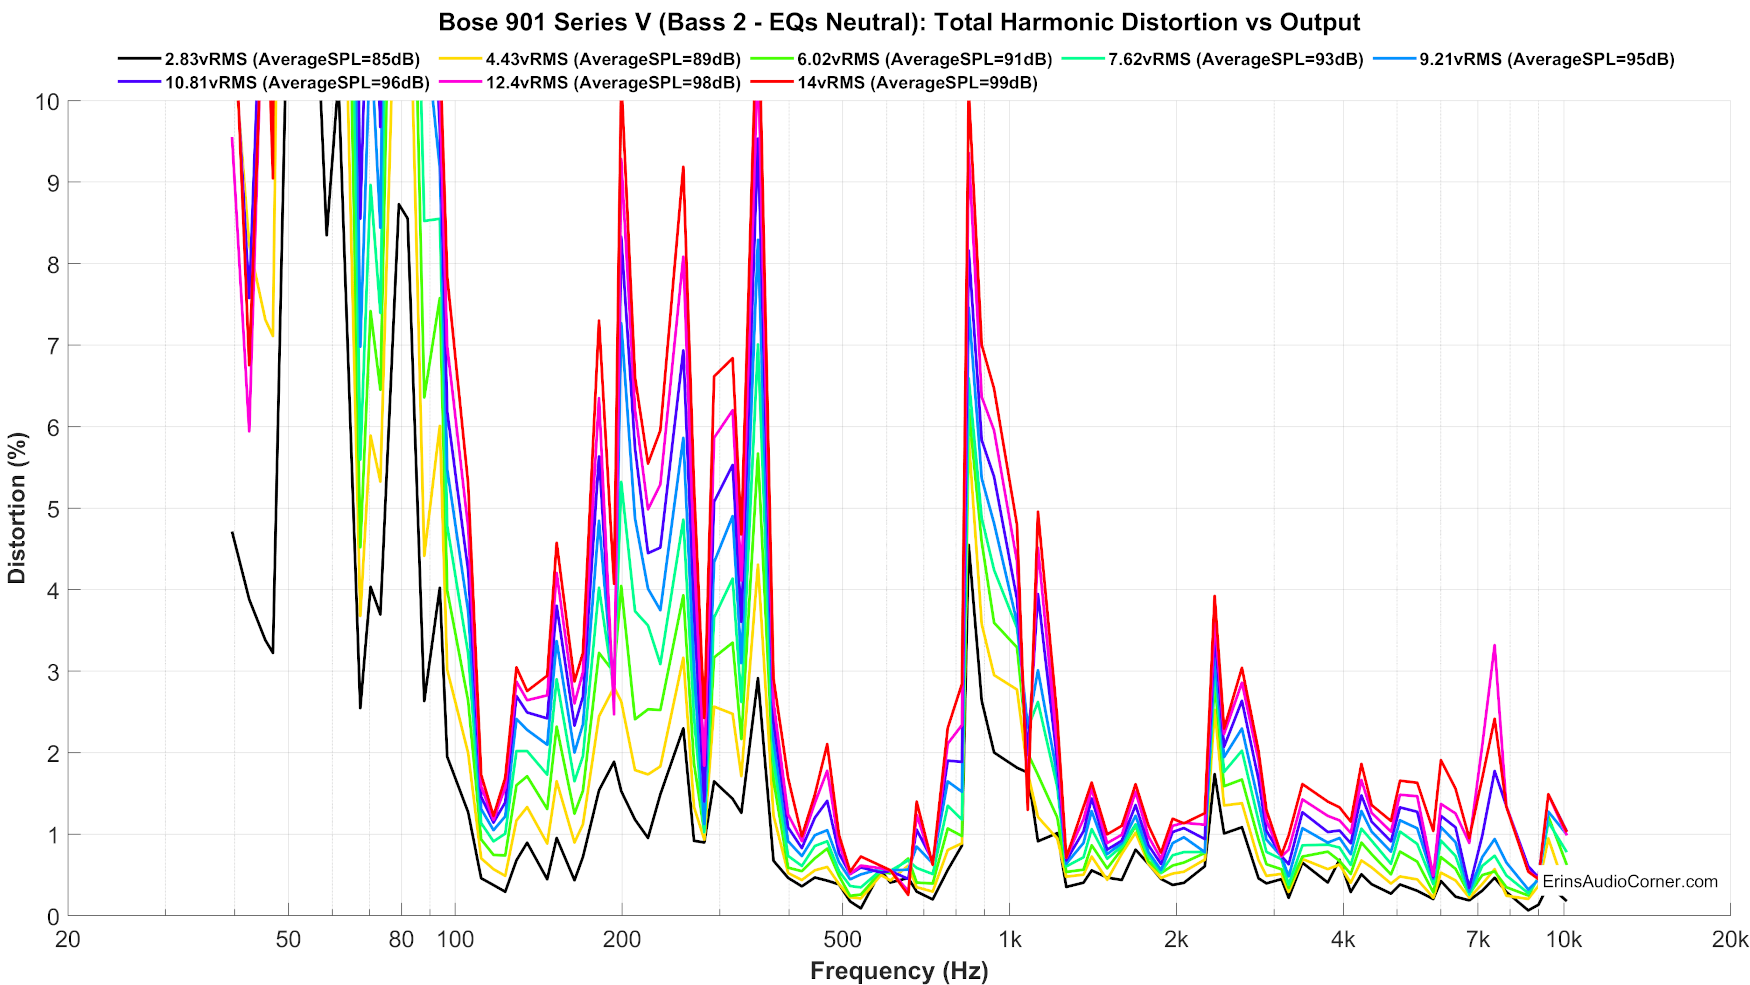 Bose 901 Series V (Bass 2 - EQs Neutral): Total Harmonic Distortion vs Output
2.83vRMS (AverageSPL=85dB) 4.43vRMS (AverageSPL=89dB) 6.02vRMS (AverageSPL=91dB) 7.62vRMS (AverageSPL=93dB) 9.21vRMS (AverageSPL=95dB)
10.81vRMS (AverageSPL=96dB) 12.4vRMS (AverageSPL=98dB) 14vRMS (AverageSPL=99dB)
10
9
8
7
6
5
4
3
2
1
0
Distortion (%)
ErinsAudioCorner.com
20 50 80 100 200 500 1k 2k 4k 7k 10k 20k
Frequency (Hz)